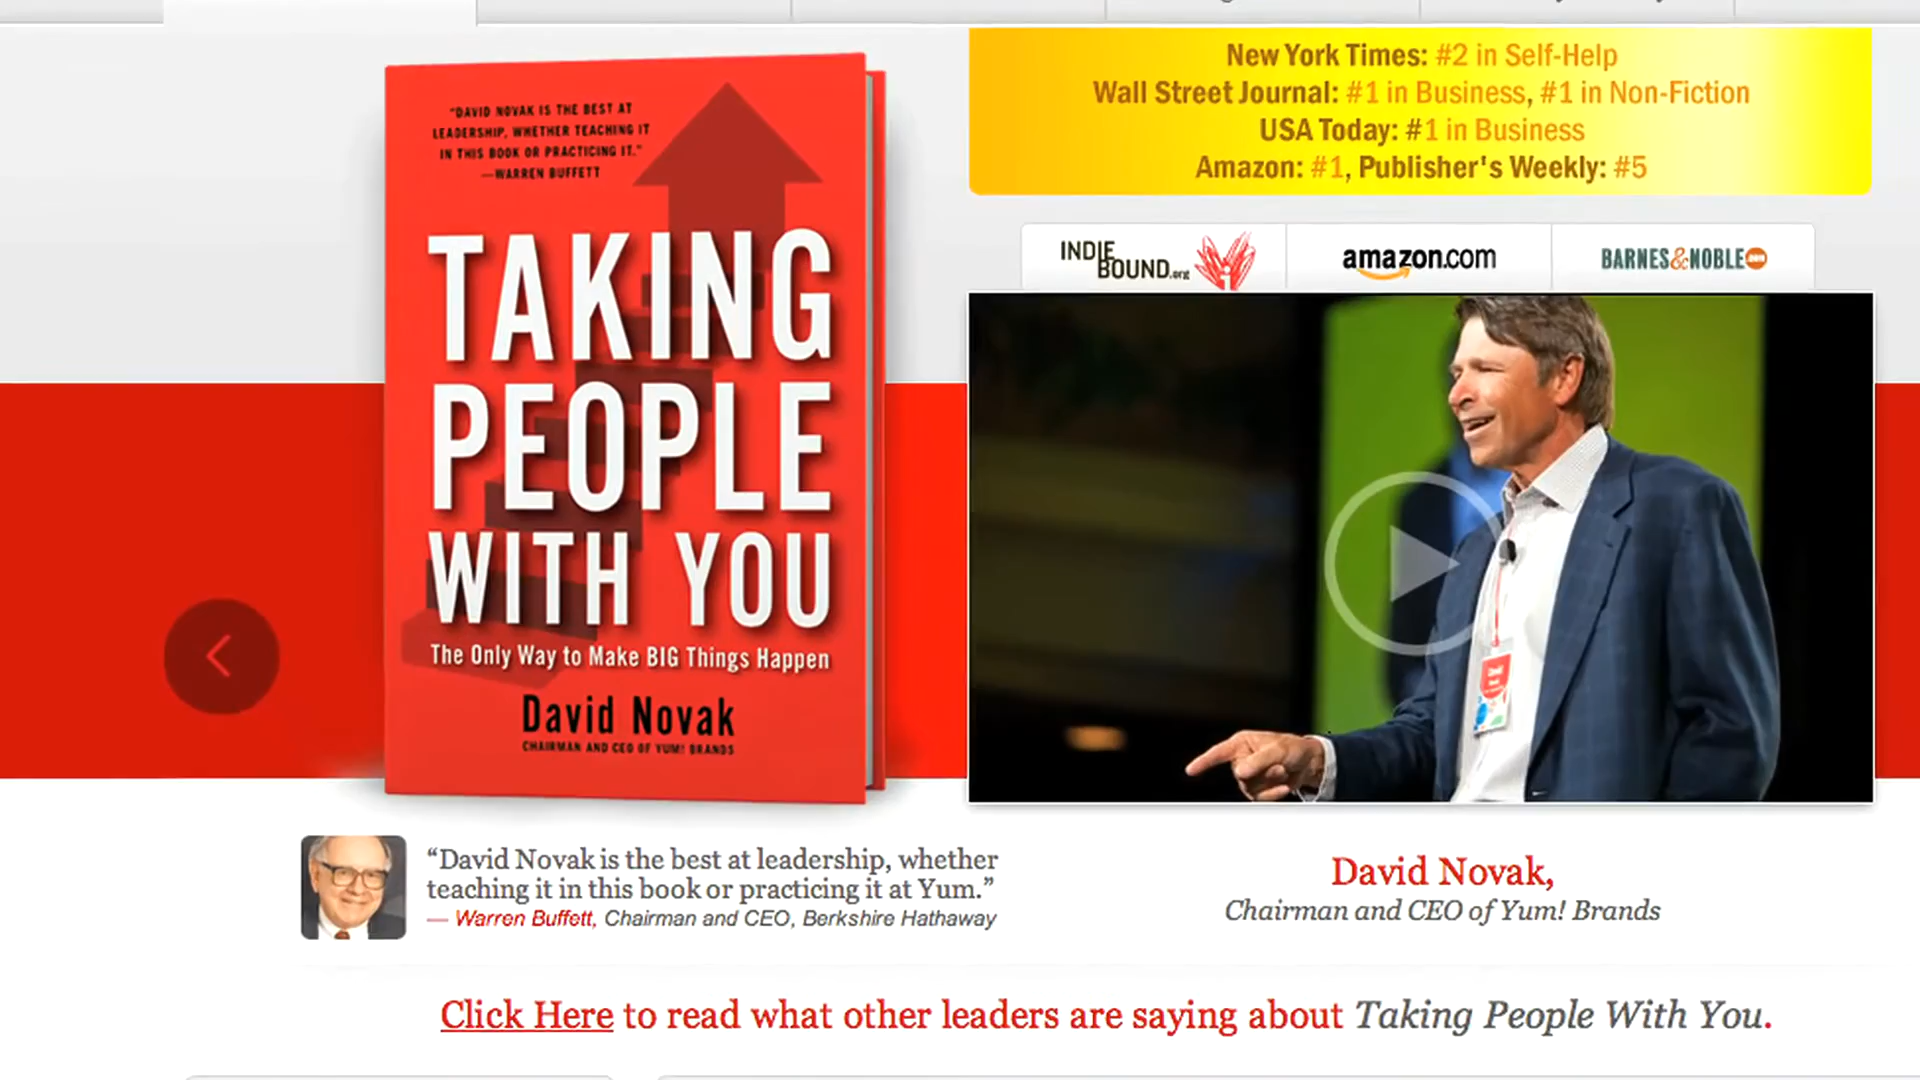 "DAVID NOVAK IS THE BEST AT
LEADERSHIP, WHETHER TEACHING IT
IN THIS BOOK OR PRACTICING IT."
—WARREN BUFFETT
TAKING
PEOPLE
WITH YOU
The Only Way to Make BIG Things Happen
David Novak
CHAIRMAN AND CEO OF YUM! BRANDS
New York Times: #2 in Self-Help
Wall Street Journal: #1 in Business, #1 in Non-Fiction
USA Today: #1 in Business
Amazon: #1, Publisher's Weekly: #5
INDIE
BOUND.org
amazon.com
BARNES&NOBLE.com
“David Novak is the best at leadership, whether
teaching it in this book or practicing it at Yum.”
— Warren Buffett, Chairman and CEO, Berkshire Hathaway
David Novak,
Chairman and CEO of Yum! Brands
Click Here to read what other leaders are saying about Taking People With You.